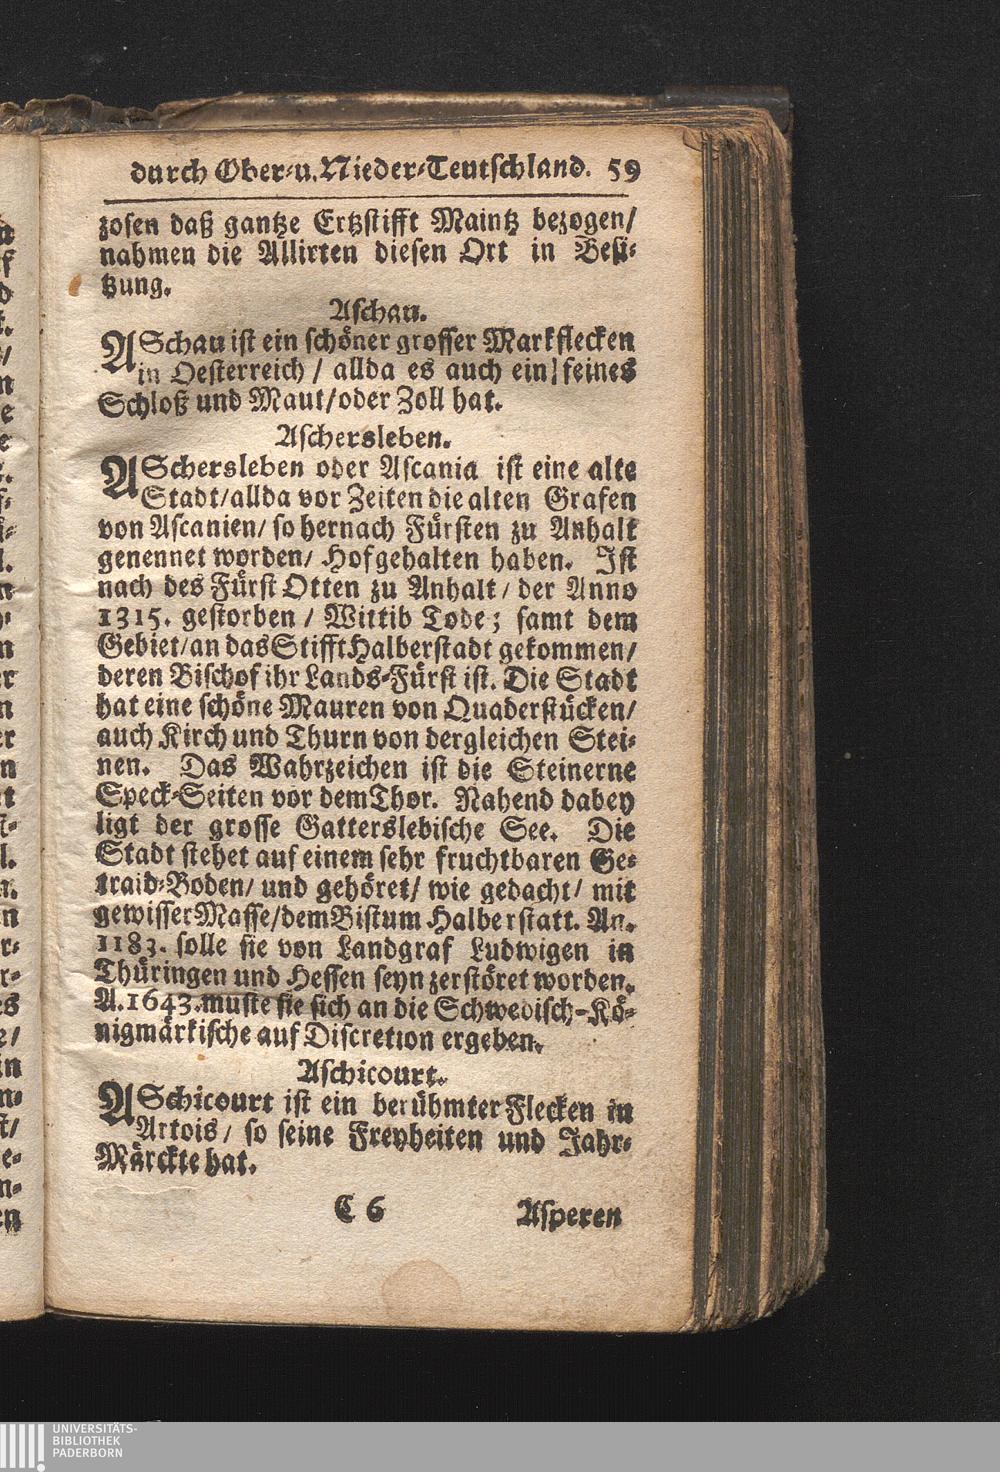 durch Ober-u. Nieder-Teutschland. 59
zosen daß gantze Ertzstifft Maintz bezogen/
nahmen die Allirten diesen Ort in Besi-
tzung.
Aschau.
ASchau ist ein schöner grosser Markflecken
in Oesterreich / allda es auch ein feines
Schloß und Maut/oder Zoll hat.
Aschersleben.
ASchersleben oder Ascania ist eine alte
Stadt/allda vor Zeiten die alten Grafen
von Ascanien/ so hernach Fürsten zu Anhalt
genennet worden/ Hof gehalten haben. Ist
nach des Fürst Otten zu Anhalt/ der Anno
1315. gestorben / Wittib Tode; samt dem
Gebiet/an das Stifft Halberstadt gekommen/
deren Bischof ihr Lands-Fürst ist. Die Stadt
hat eine schöne Mauren von Quaderstücken/
auch Kirch und Thurn von dergleichen Stei-
nen. Das Wahrzeichen ist die Steinerne
Speck-Seiten vor dem Thor. Nahend dabey
ligt der grosse Gatterslebische See. Die
Stadt stehet auf einem sehr fruchtbaren Ge-
traid-Boden/ und gehöret/ wie gedacht/ mit
gewisser Masse/dem Bistum Halberstatt. An.
1183. solle sie von Landgraf Ludwigen in
Thüringen und Hessen seyn zerstöret worden.
A. 1643. muste sie sich an die Schwedisch-Kö-
nigmärkische auf Discretion ergeben.
Aschicourt.
ASchicourt ist ein berühmter Flecken in
Artois/ so seine Freyheiten und Jahr-
Märckte hat.
C 6 Asperen
UNIVERSITÄTS-
BIBLIOTHEK
PADERBORN